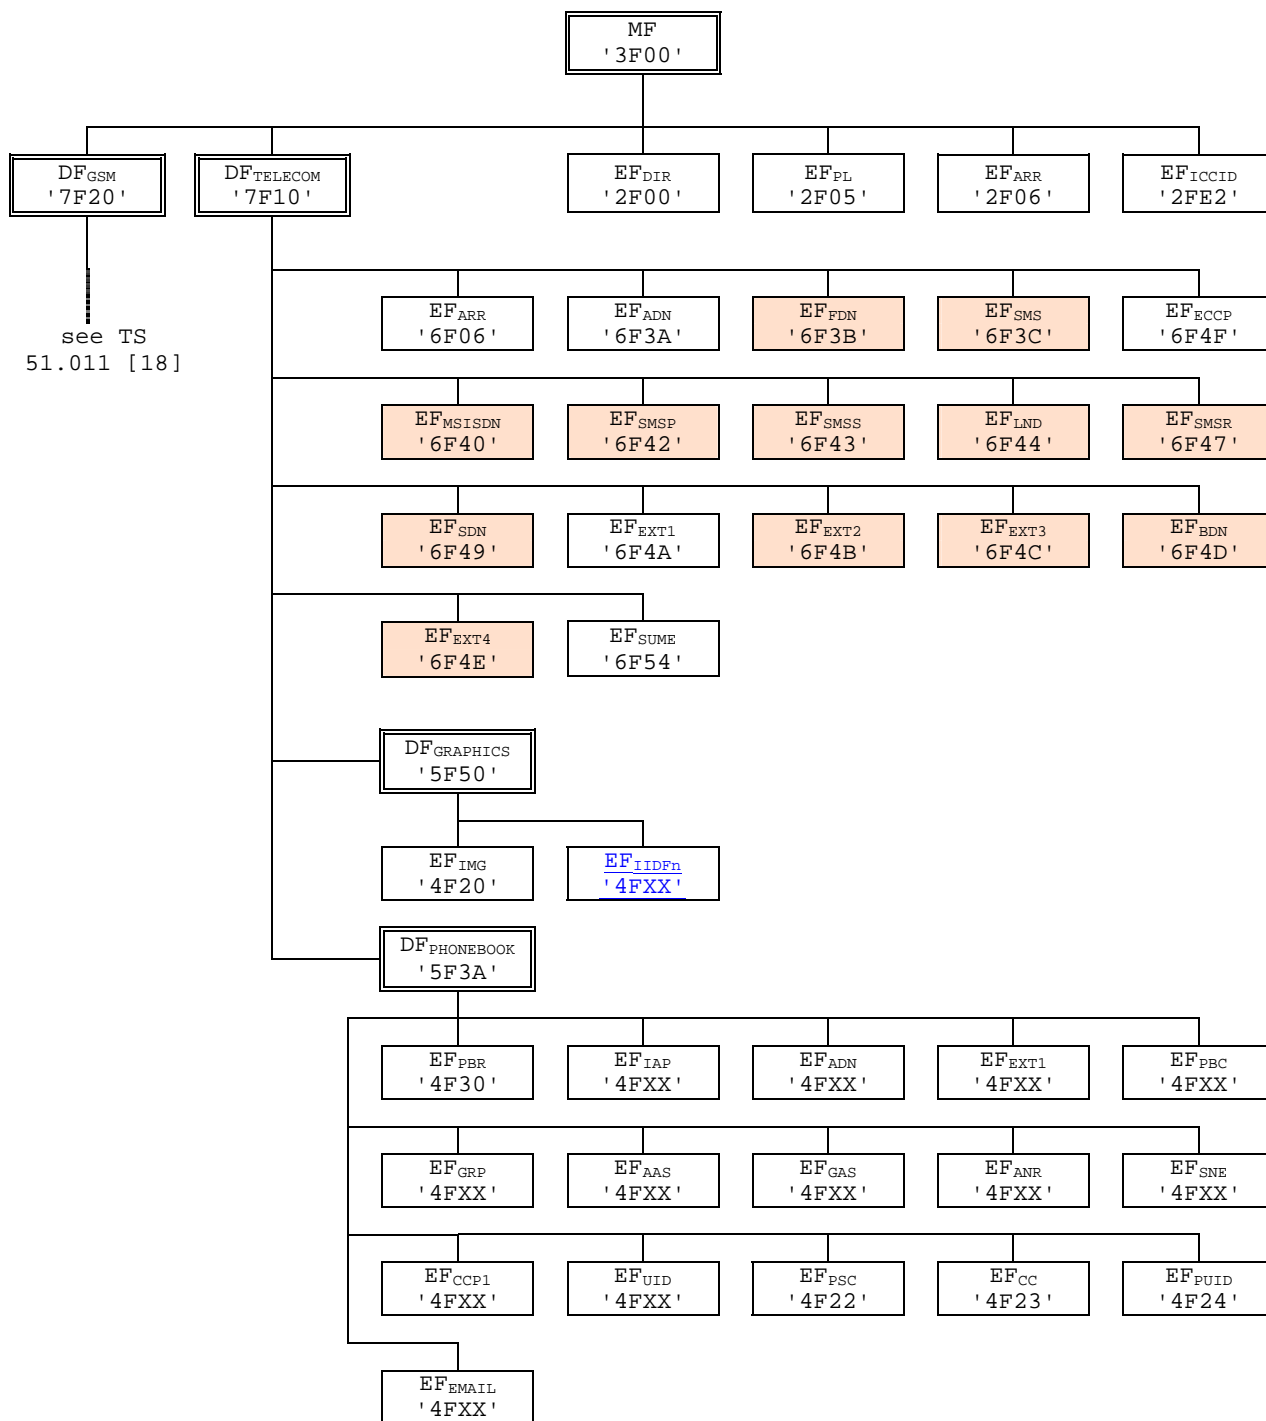 MF
'3F00'
DFGSM
'7F20'
DFTELECOM
'7F10'
EFDIR
'2F00'
EFPL
'2F05'
EFARR
'2F06'
EFICCID
'2FE2'
see TS
51.011 [18]
EFARR
'6F06'
EFADN
'6F3A'
EFFDN
'6F3B'
EFSMS
'6F3C'
EFECCP
'6F4F'
EFMSISDN
'6F40'
EFSMSP
'6F42'
EFSMSS
'6F43'
EFLND
'6F44'
EFSMSR
'6F47'
EFSDN
'6F49'
EFEXT1
'6F4A'
EFEXT2
'6F4B'
EFEXT3
'6F4C'
EFBDN
'6F4D'
EFEXT4
'6F4E'
EFSUME
'6F54'
DFGRAPHICS
'5F50'
EFIMG
'4F20'
EFIIDFn
'4FXX'
DFPHONEBOOK
'5F3A'
EFPBR
'4F30'
EFIAP
'4FXX'
EFADN
'4FXX'
EFEXT1
'4FXX'
EFPBC
'4FXX'
EFGRP
'4FXX'
EFAAS
'4FXX'
EFGAS
'4FXX'
EFANR
'4FXX'
EFSNE
'4FXX'
EFCCP1
'4FXX'
EFUID
'4FXX'
EFPSC
'4F22'
EFCC
'4F23'
EFPUID
'4F24'
EFEMAIL
'4FXX'